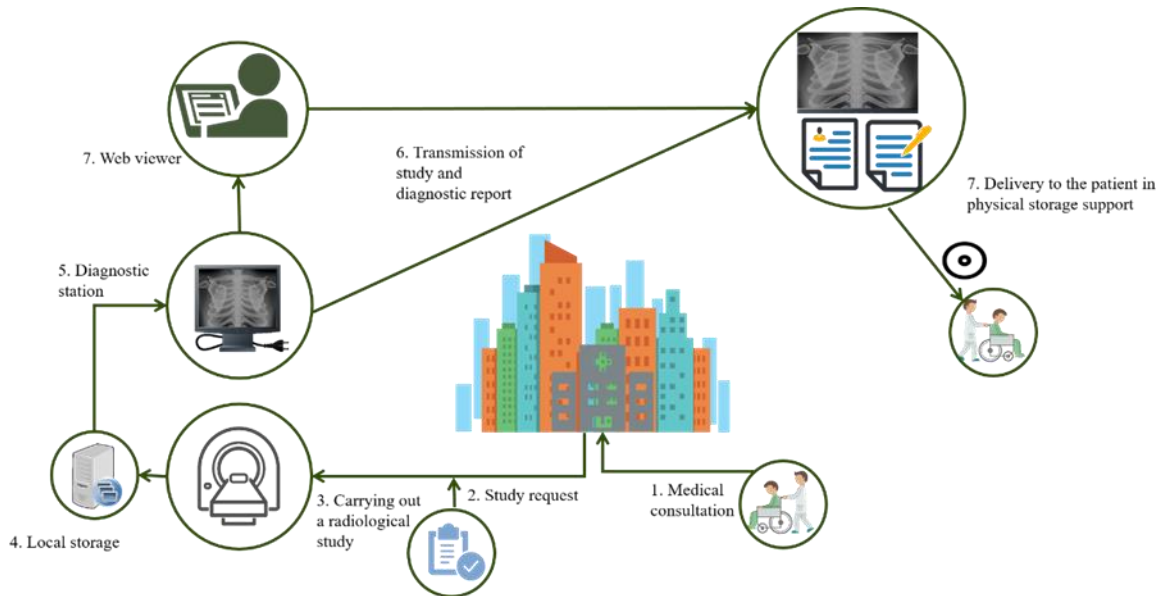 7. Web viewer
6. Transmission of
study and
diagnostic report
7. Delivery to the patient in
physical storage support
5. Diagnostic
station
1. Medical
consultation
2. Study request
3. Carrying out
a radiological
study
4. Local storage